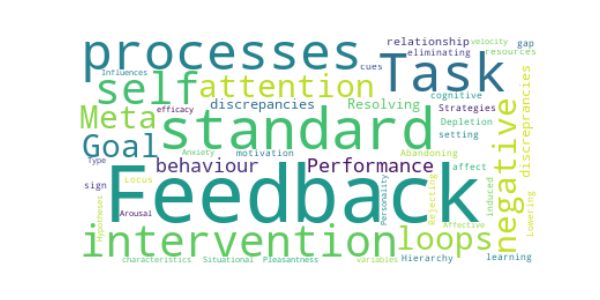 relationship velocity
processes eliminating resources gap
cues
Influences Task
self attention cognitive
discrepancies Resolving Strategies
Meta efficacy standard Depletion setting
Goal Anxiety motivation Abandoning
Type behaviour Performance affect
sign Locus Feedback
negative
discreprancies
Personality
Rejecting
induced
Lowering
Hypotheses
Arousal
Affective
intervention loops
characteristics Situational Pleasantness variables Hierarchy learning